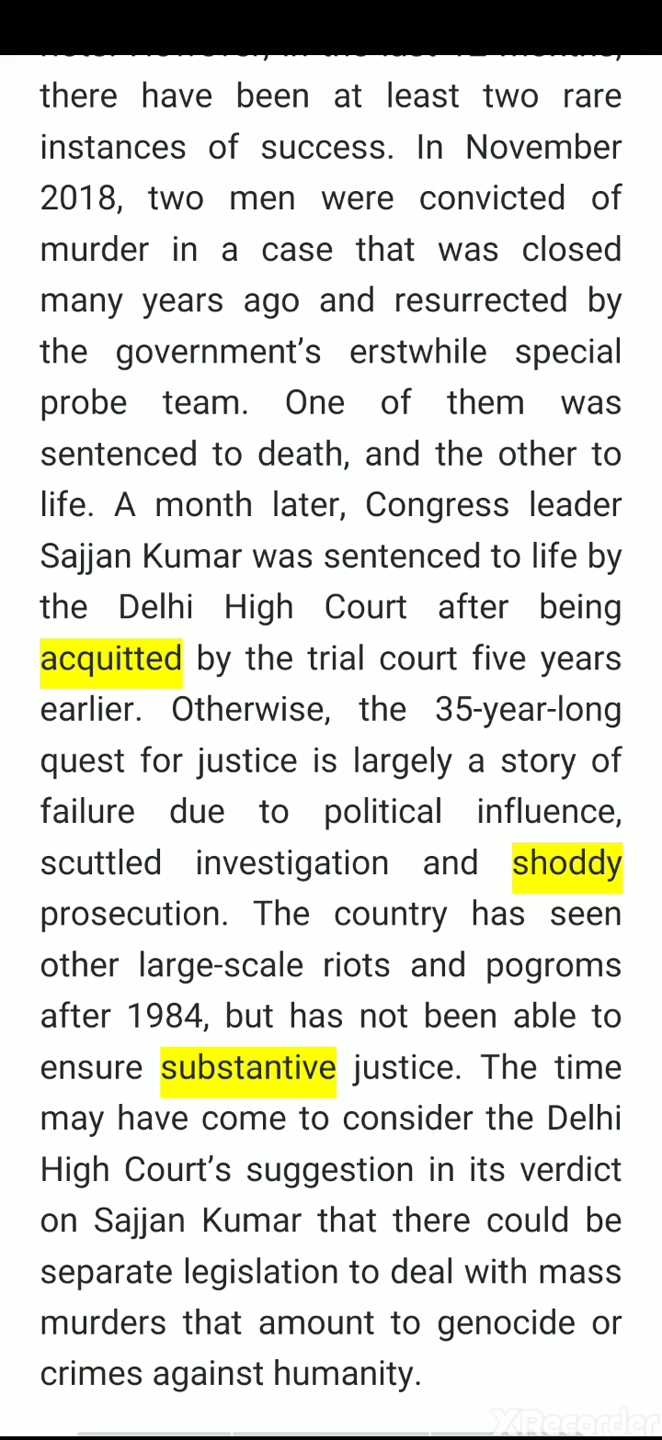 there have been at least two rare
instances of success. In November
2018, two men were convicted of
murder in a case that was closed
many years ago and resurrected by
the government’s erstwhile special
probe team. One of them was
sentenced to death, and the other to
life. A month later, Congress leader
Sajjan Kumar was sentenced to life by
the Delhi High Court after being
acquitted by the trial court five years
earlier. Otherwise, the 35-year-long
quest for justice is largely a story of
failure due to political influence,
scuttled investigation and shoddy
prosecution. The country has seen
other large-scale riots and pogroms
after 1984, but has not been able to
ensure substantive justice. The time
may have come to consider the Delhi
High Court’s suggestion in its verdict
on Sajjan Kumar that there could be
separate legislation to deal with mass
murders that amount to genocide or
crimes against humanity.
XRecorder